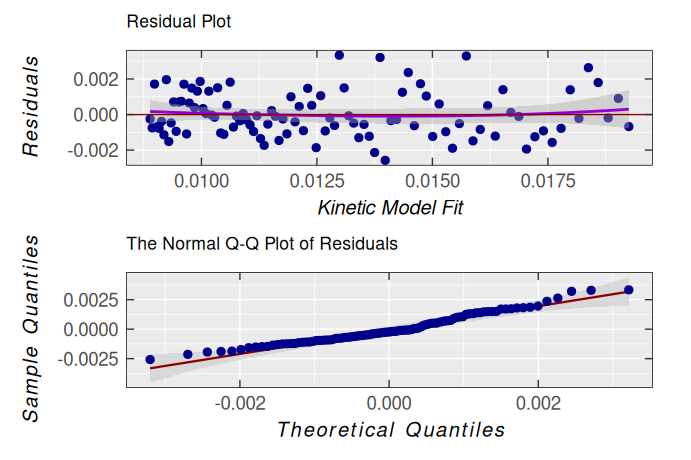 Residual Plot
Residuals
0.002
0.000
-0.002
0.0100 0.0125 0.0150 0.0175
Kinetic Model Fit
The Normal Q-Q Plot of Residuals
Sample Quantiles
0.0025
0.0000
-0.0025
-0.002 0.000 0.002
Theoretical Quantiles